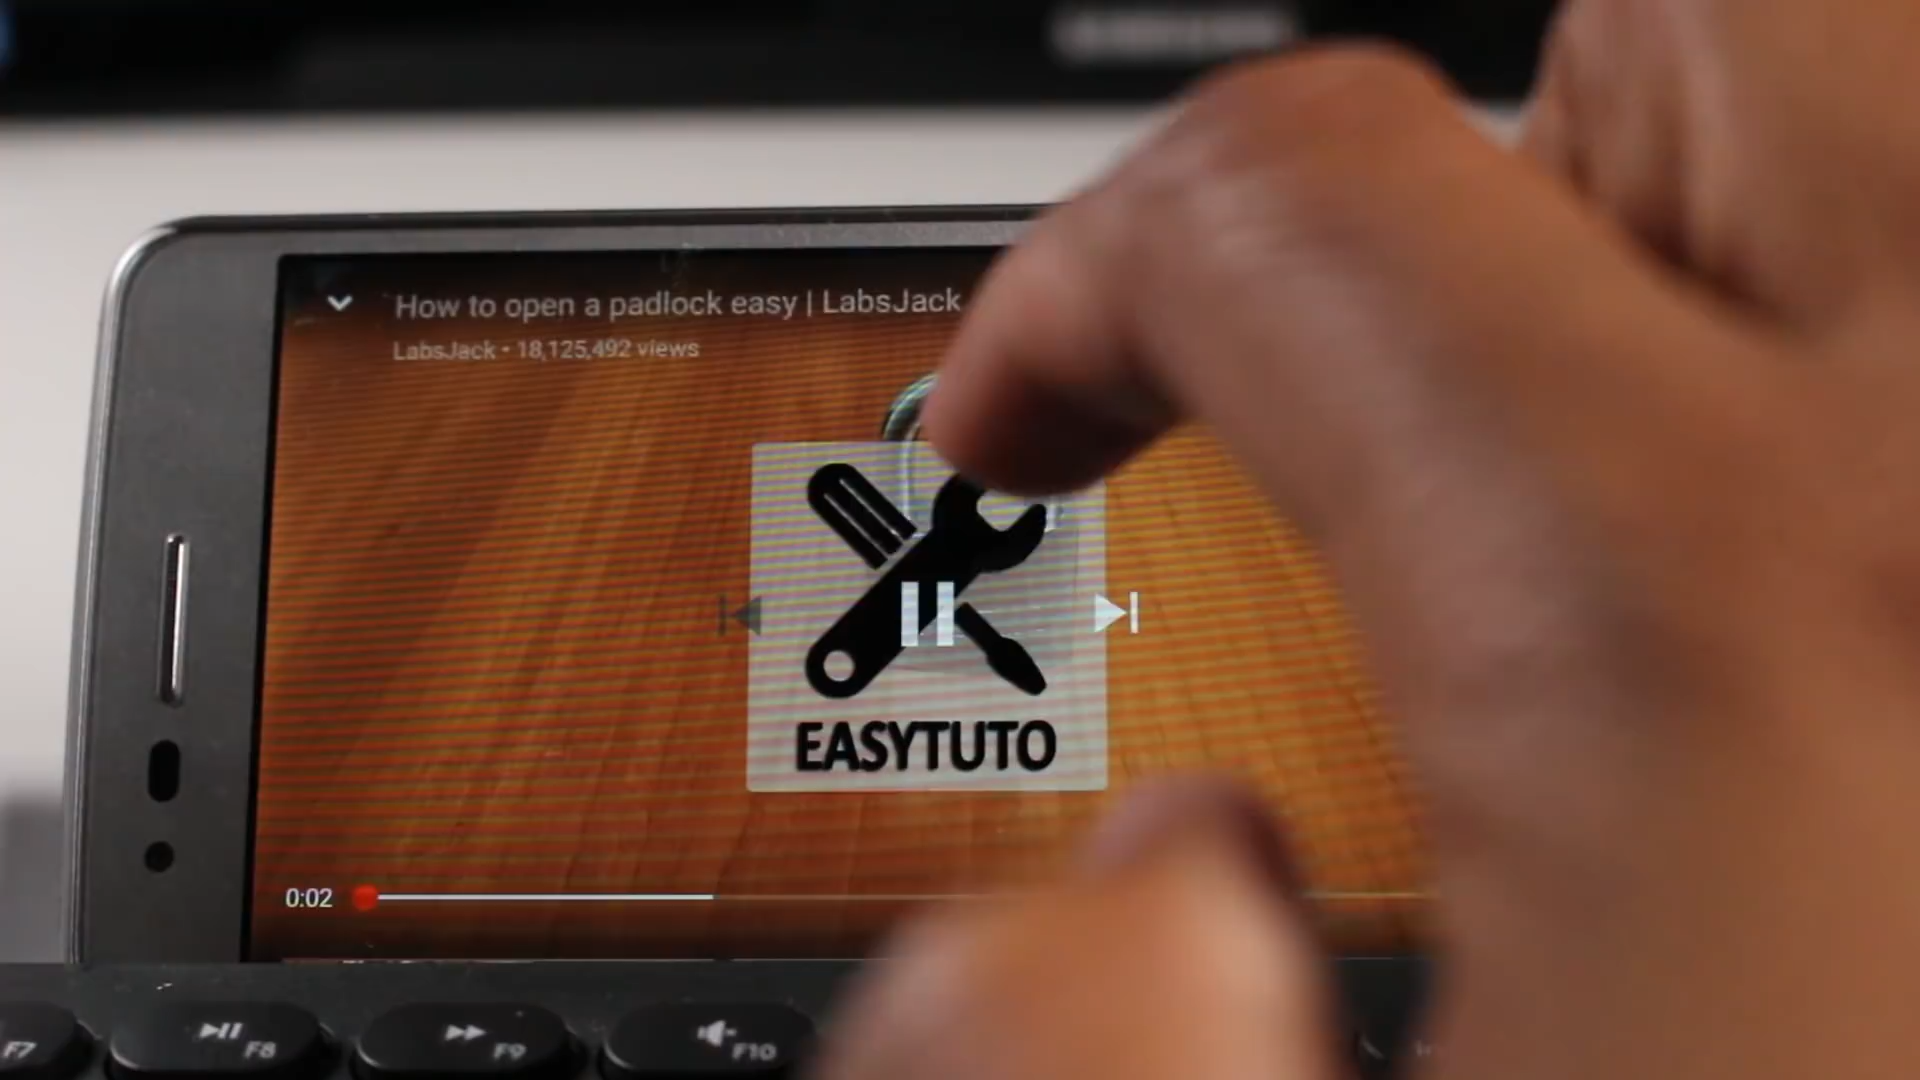 How to open a padlock easy | LabsJack
LabsJack • 18,125,492 views
EASYTUTO
0:02
F7
F8
F9
F10